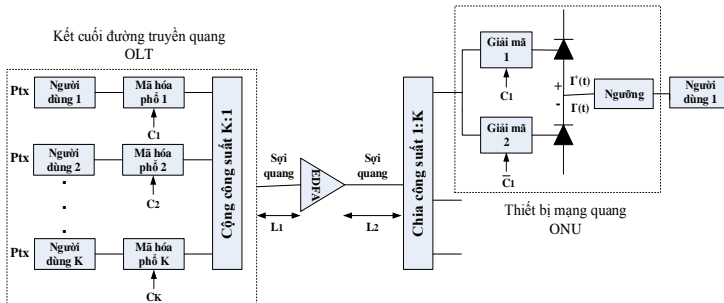 Kết cuối đường truyền quang
OLT
Ptx
Người
dùng 1
Mã hóa
phổ 1
C1
Ptx
Người
dùng 2
Mã hóa
phổ 2
C2
Ptx
Người
dùng K
Mã hóa
phổ K
CK
Cộng công suất K:1
Sợi
quang
EDFA
Sợi
quang
L1
L2
Chia công suất 1:K
Giải mã
1
C1
Giải mã
2
C̅1
+
-
I⁺(t)
I⁻(t)
Ngưỡng
Người
dùng 1
Thiết bị mạng quang
ONU